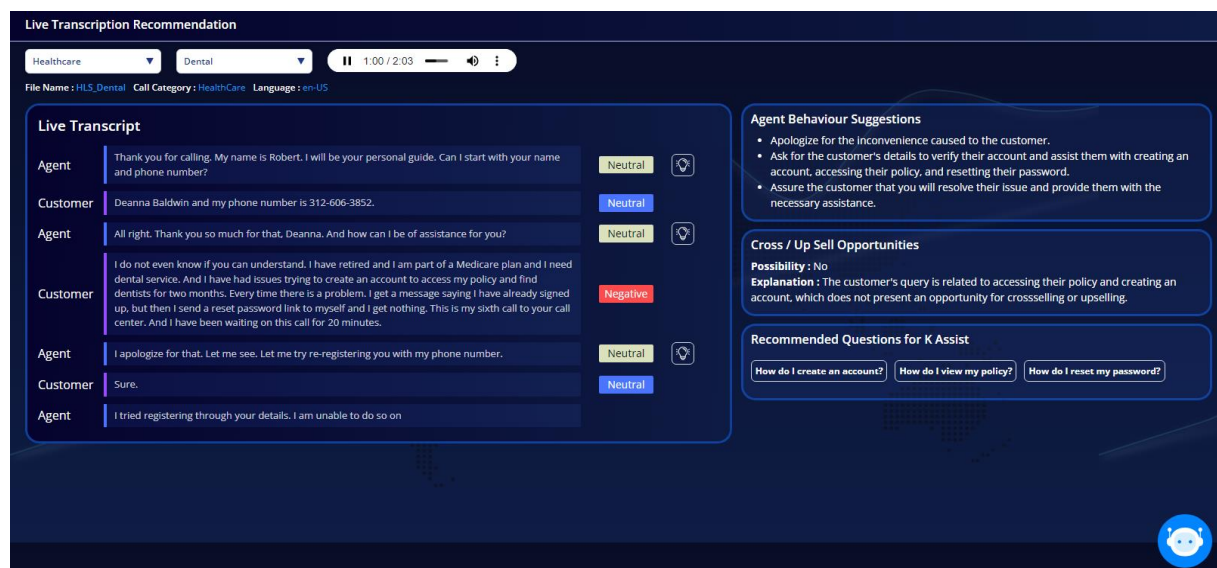 Live Transcription Recommendation
Healthcare
Dental
1:00 / 2:03
File Name : HL5_Dental Call Category : HealthCare Language : en-US
Live Transcript
Agent
Thank you for calling. My name is Robert. I will be your personal guide. Can I start with your name
and phone number?
Neutral
Customer
Deanna Baldwin and my phone number is 312-606-3852.
Neutral
Agent
All right. Thank you so much for that, Deanna. And how can I be of assistance for you?
Neutral
Customer
I do not even know if you can understand. I have retired and I am part of a Medicare plan and I need
dental service. And I have had issues trying to create an account to access my policy and find
dentists for two months. Every time there is a problem. I get a message saying I have already signed
up, but then I send a reset password link to myself and I get nothing. This is my sixth call to your call
center. And I have been waiting on this call for 20 minutes.
Negative
Agent
I apologize for that. Let me see. Let me try re-registering you with my phone number.
Neutral
Customer
Sure.
Neutral
Agent
I tried registering through your details. I am unable to do so on
Agent Behaviour Suggestions
• Apologize for the inconvenience caused to the customer.
• Ask for the customer's details to verify their account and assist them with creating an
account, accessing their policy, and resetting their password.
• Assure the customer that you will resolve their issue and provide them with the
necessary assistance.
Cross / Up Sell Opportunities
Possibility : No
Explanation : The customer's query is related to accessing their policy and creating an
account, which does not present an opportunity for crossselling or upselling.
Recommended Questions for K Assist
How do I create an account?
How do I view my policy?
How do I reset my password?